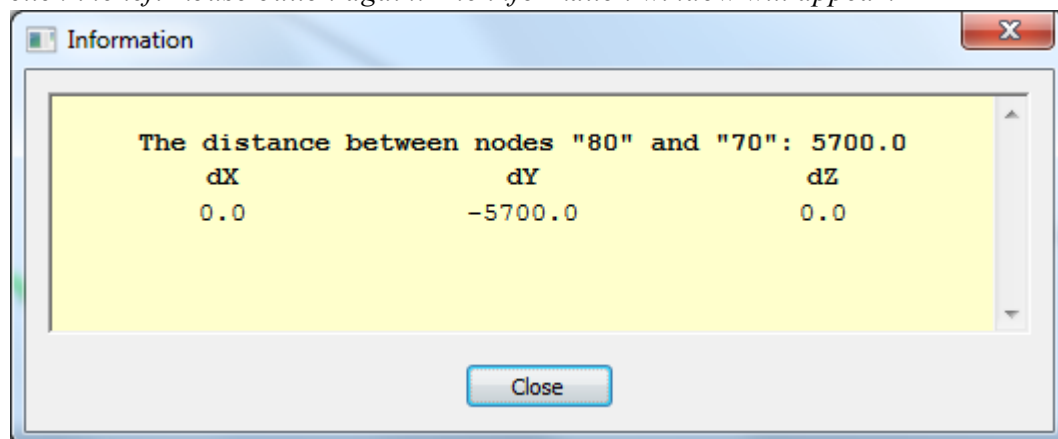 Information
The distance between nodes "80" and "70": 5700.0
dX dY dZ
0.0 -5700.0 0.0
Close